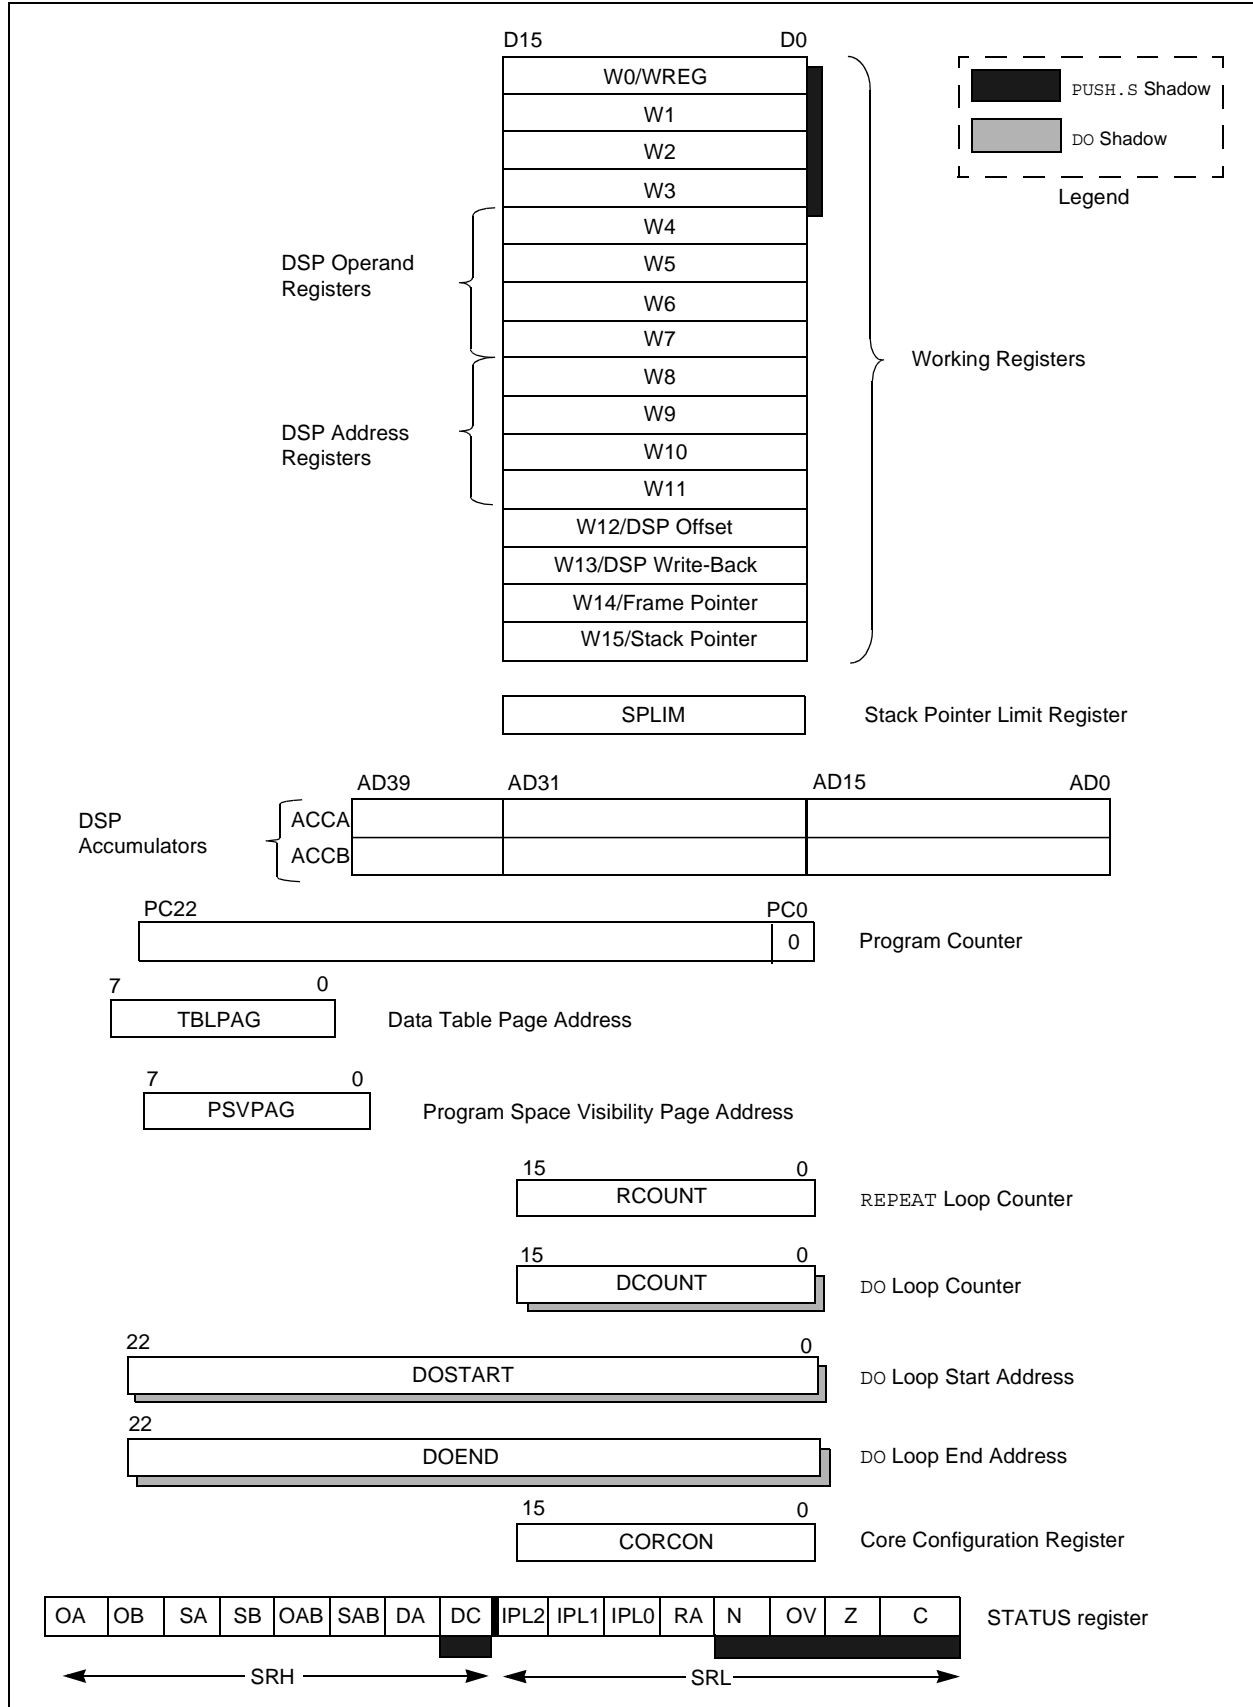 D15 D0
W0/WREG
W1
W2
W3
W4
W5
W6
W7
W8
W9
W10
W11
W12/DSP Offset
W13/DSP Write-Back
W14/Frame Pointer
W15/Stack Pointer
PUSH.S Shadow
DO Shadow
Legend
DSP Operand
Registers
DSP Address
Registers
Working Registers
SPLIM Stack Pointer Limit Register
AD39 AD31 AD15 AD0
DSP
Accumulators
ACCA
ACCB
PC22 PC0
0 Program Counter
7 0
TBLPAG Data Table Page Address
7 0
PSVPAG Program Space Visibility Page Address
15 0
RCOUNT REPEAT Loop Counter
15 0
DCOUNT DO Loop Counter
22 0
DOSTART DO Loop Start Address
22
DOEND DO Loop End Address
15 0
CORCON Core Configuration Register
OA OB SA SB OAB SAB DA DC IPL2 IPL1 IPL0 RA N OV Z C STATUS register
SRH SRL